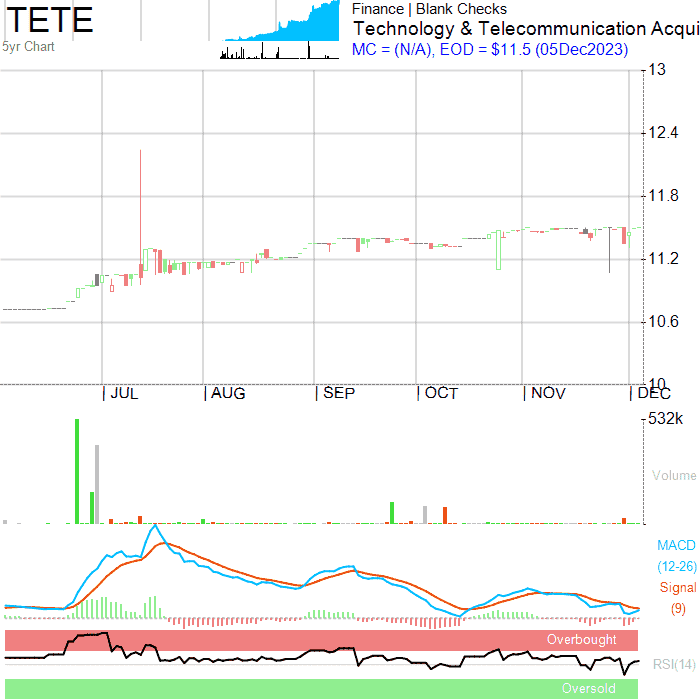 TETE
5yr Chart
Finance | Blank Checks
Technology & Telecommunication Acqui
MC = (N/A), EOD = $11.5 (05Dec2023)
13
12.4
11.8
11.2
10.6
10
JUL AUG SEP OCT NOV DEC
532k
Volume
MACD
(12-26)
Signal
(9)
Overbought
RSI(14)
Oversold